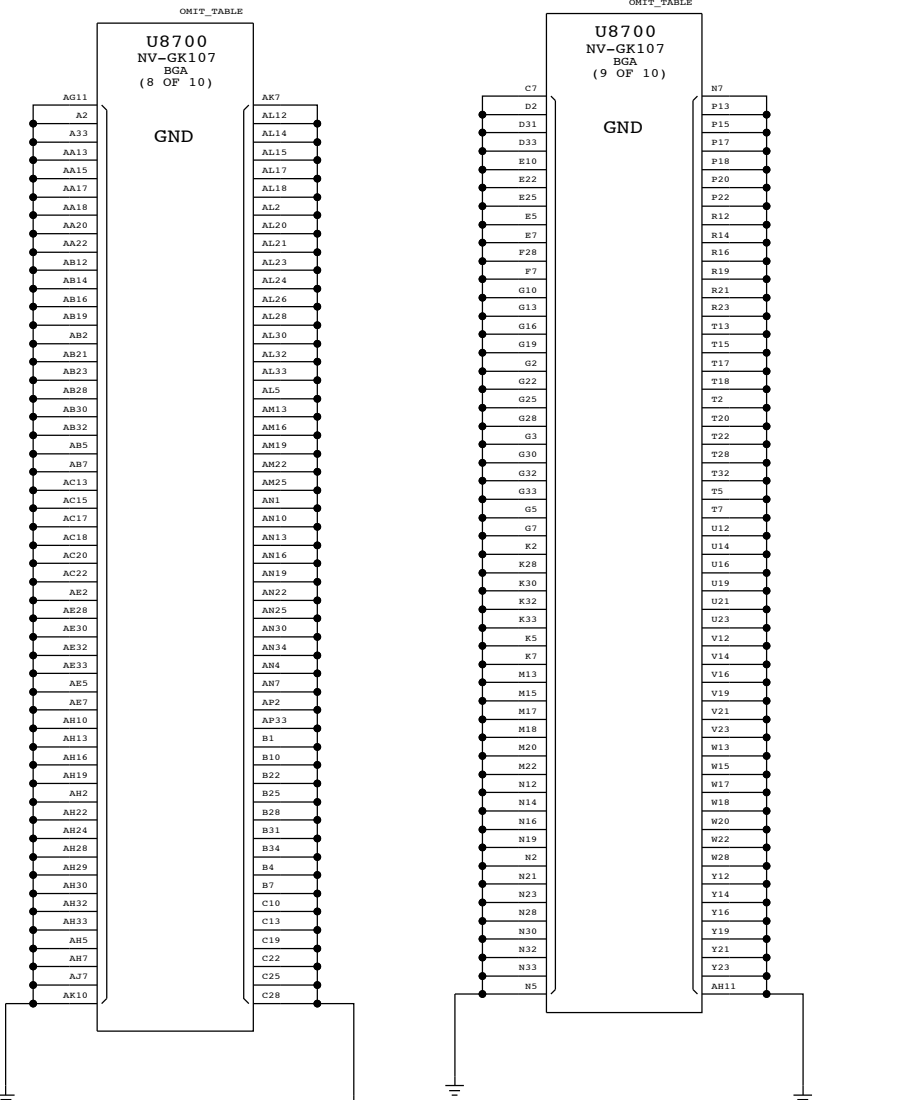 OMIT_TABLE
U8700
NV-GK107
BGA
(8 OF 10)
GND
AG11
A2
A33
AA13
AA15
AA17
AA18
AA20
AA22
AB12
AB14
AB16
AB19
AB2
AB21
AB23
AB28
AB30
AB32
AB5
AB7
AC13
AC15
AC17
AC18
AC20
AC22
AE2
AE28
AE30
AE32
AE33
AE5
AE7
AH10
AH13
AH16
AH19
AH2
AH22
AH24
AH28
AH29
AH30
AH32
AH33
AH5
AH7
AJ7
AK10
AK7
AL12
AL14
AL15
AL17
AL18
AL2
AL20
AL21
AL23
AL24
AL26
AL28
AL30
AL32
AL33
AL5
AM13
AM16
AM19
AM22
AM25
AN1
AN10
AN13
AN16
AN19
AN22
AN25
AN30
AN34
AN4
AN7
AP2
AP33
B1
B10
B22
B25
B28
B31
B34
B4
B7
C10
C13
C19
C22
C25
C28
OMIT_TABLE
U8700
NV-GK107
BGA
(9 OF 10)
GND
C7
D2
D31
D33
E10
E22
E25
E5
E7
F28
F7
G10
G13
G16
G19
G2
G22
G25
G28
G3
G30
G32
G33
G5
G7
K2
K28
K30
K32
K33
K5
K7
M13
M15
M17
M18
M20
M22
N12
N14
N16
N19
N2
N21
N23
N28
N30
N32
N33
N5
N7
P13
P15
P17
P18
P20
P22
R12
R14
R16
R19
R21
R23
T13
T15
T17
T18
T2
T20
T22
T28
T32
T5
T7
U12
U14
U16
U19
U21
U23
V12
V14
V16
V19
V21
V23
W13
W15
W17
W18
W20
W22
W28
Y12
Y14
Y16
Y19
Y21
Y23
AH11